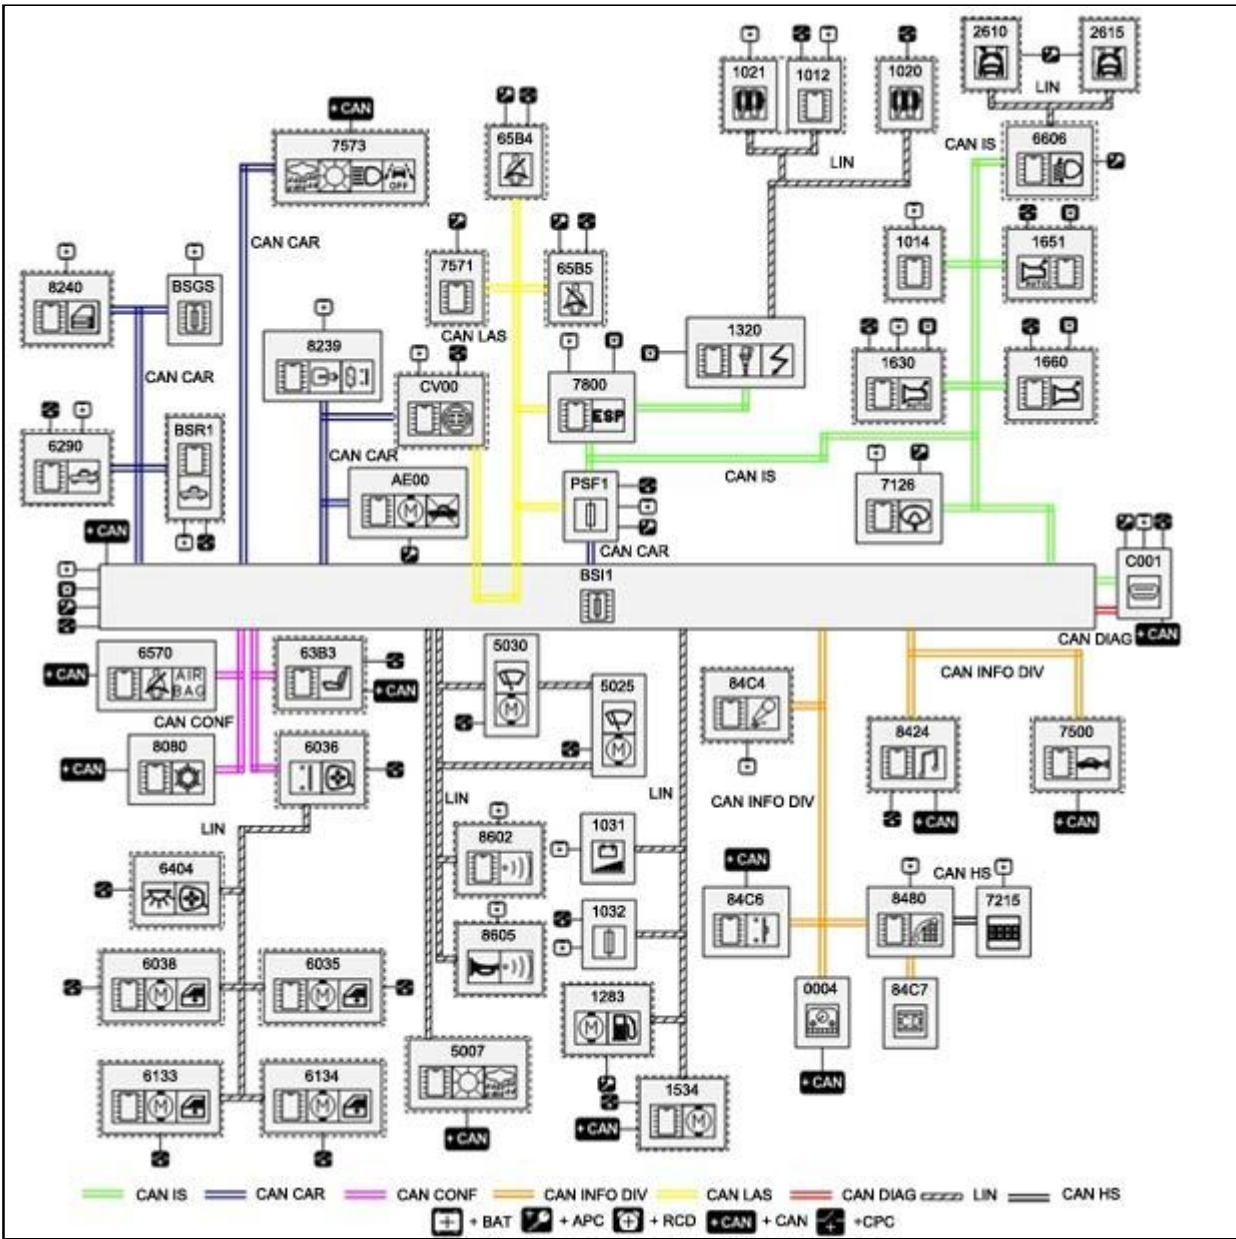 2610 2615
1021 1012 1020
LIN
+ CAN
7573
OFF
65B4
LIN
CAN IS 6606
CAN CAR
1014 1651
AUTO
8240 BSGS
7571 65B5
CAN LAS
8239
1320
1630 1660
AUTO
CAN CAR
CV00
7800
ESP
6290 BSR1
CAN CAR
AE00
M
PSF1
CAN IS
7126
+ CAN
CAN CAR
C001
BSI1
CAN DIAG + CAN
6570
AIR
BAG
+ CAN
63B3
+ CAN
CAN CONF
5030
M
5025
M
84C4
CAN INFO DIV
8080
+ CAN
6036
8424
+ CAN
7500
+ CAN
LIN
LIN
LIN
CAN INFO DIV
8602
1031
+ CAN
6404
84C6
8480
CAN HS
7215
8605
1032
6038
M
6035
M
1283
M
0004
+ CAN
84C7
6133
M
6134
M
5007
+ CAN
1534
M
+ CAN
CAN IS CAN CAR CAN CONF CAN INFO DIV CAN LAS CAN DIAG LIN CAN HS
+ BAT + APC + RCD + CAN + CAN +CPC